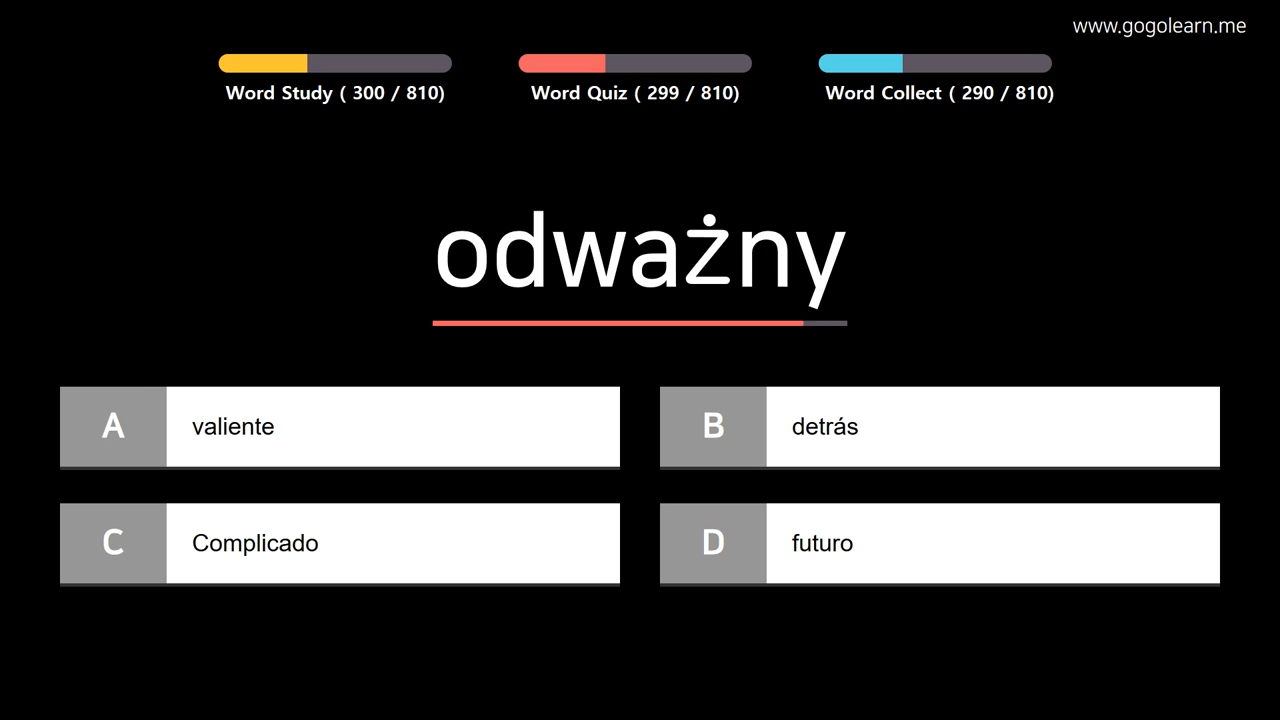 www.gogolearn.me
Word Study ( 300 / 810)
Word Quiz ( 299 / 810)
Word Collect ( 290 / 810)
odważny
A valiente
B detrás
C Complicado
D futuro